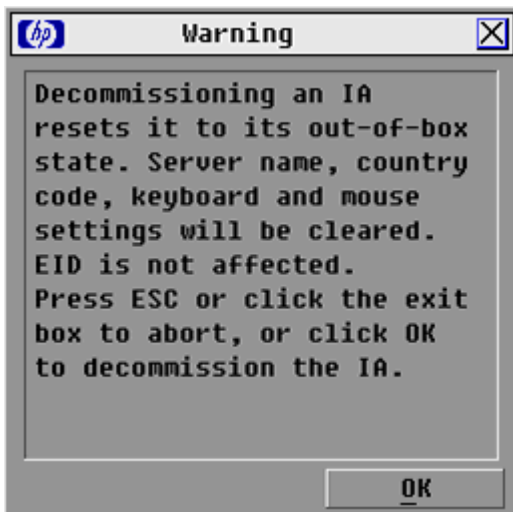 hp
Warning
Decommissioning an IA
resets it to its out-of-box
state. Server name, country
code, keyboard and mouse
settings will be cleared.
EID is not affected.
Press ESC or click the exit
box to abort, or click OK
to decommission the IA.
OK